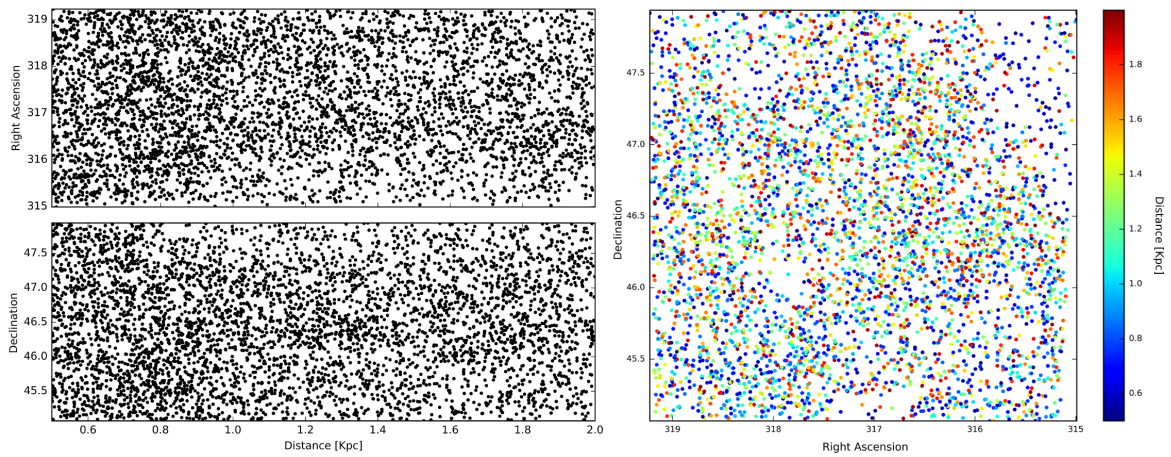 319
318
317
316
315
Right Ascension
47.5
47.0
46.5
46.0
45.5
Declination
0.6 0.8 1.0 1.2 1.4 1.6 1.8 2.0
Distance [Kpc]
47.5
47.0
46.5
46.0
45.5
Declination
319 318 317 316 315
Right Ascension
1.8
1.6
1.4
1.2
1.0
0.8
0.6
Distance [Kpc]